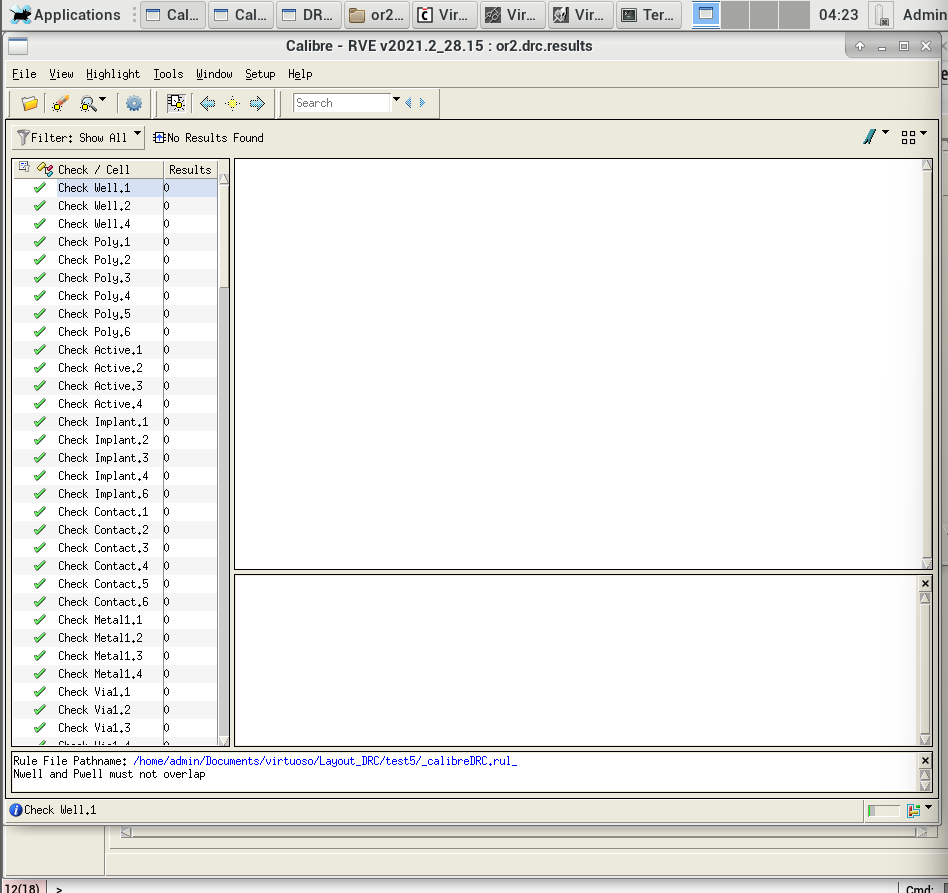 Applications Cal... Cal... DR... or2... Vir... Vir... Vir... Ter... 04:23 Admin
Calibre - RVE v2021.2_28.15 : or2.drc.results
File View Highlight Tools Window Setup Help
Search
Filter: Show All No Results Found
Check / Cell Results
Check Well.1 0
Check Well.2 0
Check Well.4 0
Check Poly.1 0
Check Poly.2 0
Check Poly.3 0
Check Poly.4 0
Check Poly.5 0
Check Poly.6 0
Check Active.1 0
Check Active.2 0
Check Active.3 0
Check Active.4 0
Check Implant.1 0
Check Implant.2 0
Check Implant.3 0
Check Implant.4 0
Check Implant.6 0
Check Contact.1 0
Check Contact.2 0
Check Contact.3 0
Check Contact.4 0
Check Contact.5 0
Check Contact.6 0
Check Metal1.1 0
Check Metal1.2 0
Check Metal1.3 0
Check Metal1.4 0
Check Via1.1 0
Check Via1.2 0
Check Via1.3 0
Rule File Pathname: /home/admin/Documents/virtuoso/Layout_DRC/test5/_calibreDRC.rul_
Nwell and Pwell must not overlap
Check Well.1
12(18) > Cmd: